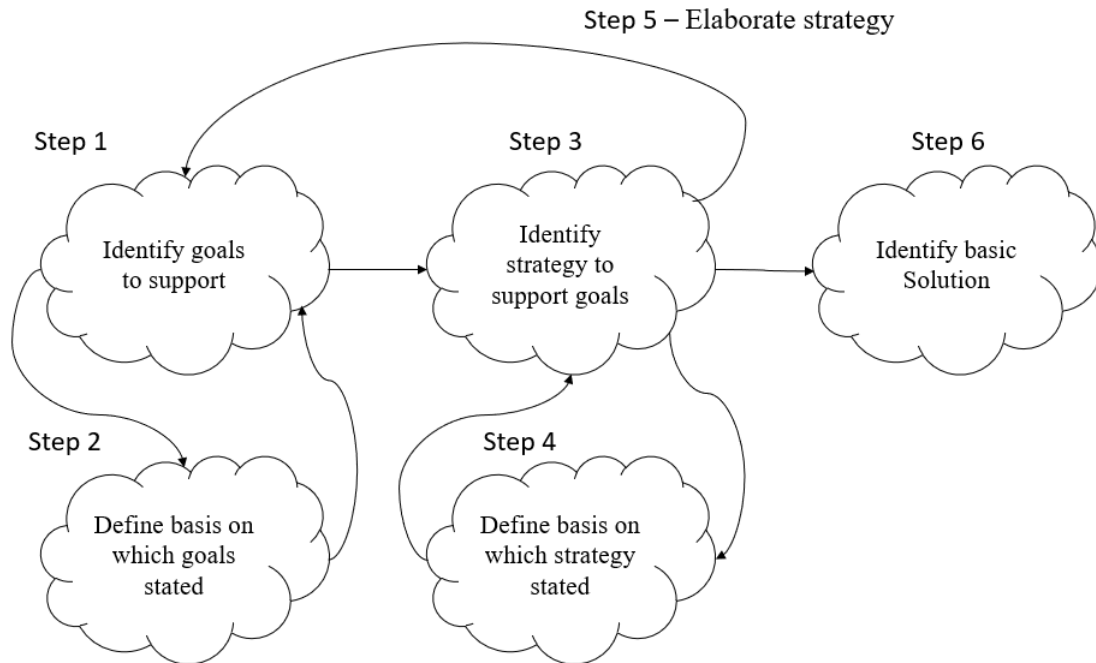 Step 5 – Elaborate strategy
Step 1
Step 3
Step 6
Identify goals
to support
Identify
strategy to
support goals
Identify basic
Solution
Step 2
Step 4
Define basis on
which goals
stated
Define basis on
which strategy
stated